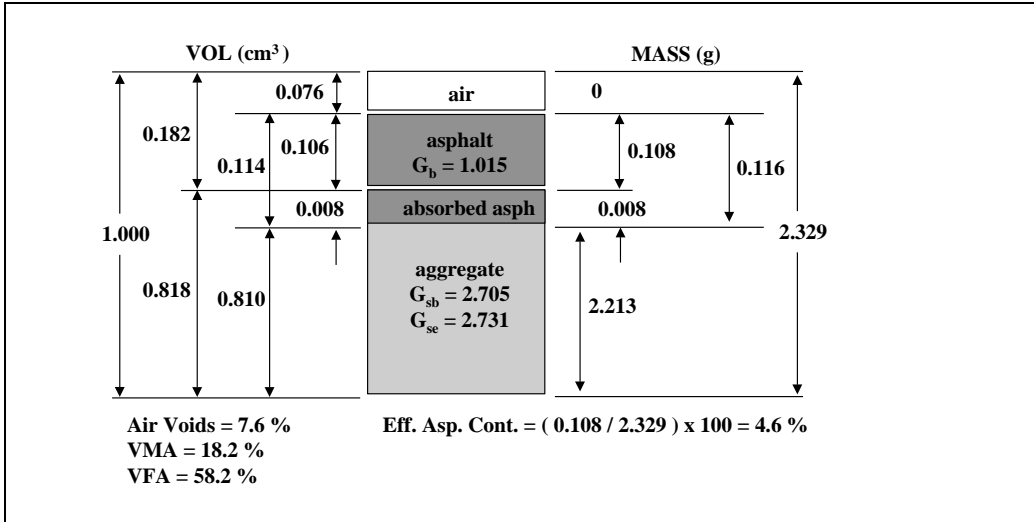 VOL (cm³ )
MASS (g)
0.076
air
0
0.182
0.106
asphalt
0.108
0.114
G_b = 1.015
0.116
0.008
absorbed asph
0.008
1.000
2.329
aggregate
0.818
0.810
G_sb = 2.705
2.213
G_se = 2.731
Air Voids = 7.6 %
Eff. Asp. Cont. = ( 0.108 / 2.329 ) x 100 = 4.6 %
VMA = 18.2 %
VFA = 58.2 %